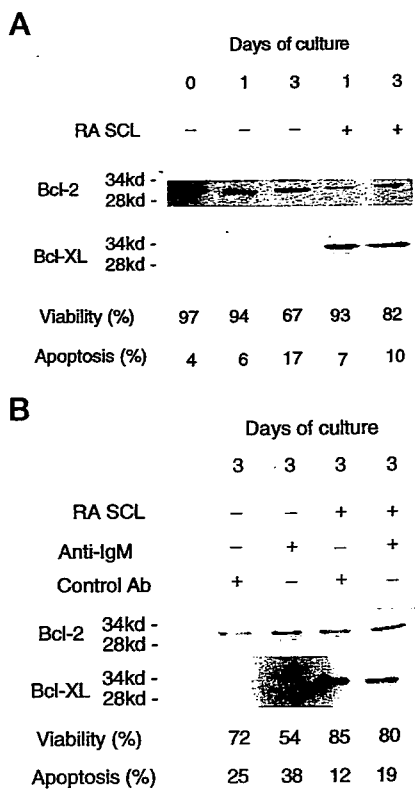 A
Days of culture
0 1 3 1 3
RA SCL – – – + +
Bcl-2 34kd - 28kd -
Bcl-XL 34kd - 28kd -
Viability (%) 97 94 67 93 82
Apoptosis (%) 4 6 17 7 10
B
Days of culture
3 3 3 3
RA SCL – – + +
Anti-IgM – + – +
Control Ab + – + –
Bcl-2 34kd - 28kd -
Bcl-XL 34kd - 28kd -
Viability (%) 72 54 85 80
Apoptosis (%) 25 38 12 19